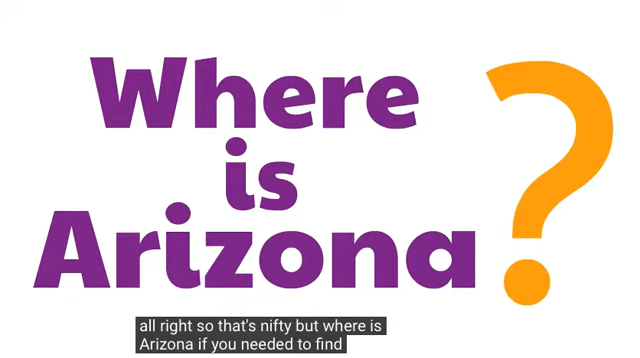 Where
is
Arizona
?
all right so that's nifty but where is
Arizona if you needed to find